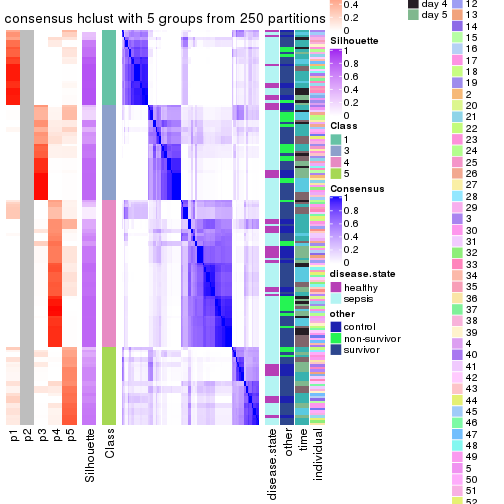 consensus hclust with 5 groups from 250 partitions
p1
p2
p3
p4
p5
Silhouette
Class
disease.state
other
time
individual
0.4
0.2
0
Silhouette
1
0.8
0.6
0.4
0.2
0
Class
1
3
4
5
Consensus
1
0.8
0.6
0.4
0.2
0
disease.state
healthy
sepsis
other
control
non-survivor
survivor
day 4
day 5
12
13
14
15
16
17
18
19
2
20
21
22
23
24
25
26
27
28
29
3
30
31
32
33
34
35
36
37
38
39
4
40
41
42
43
44
45
46
47
48
49
5
50
51
52